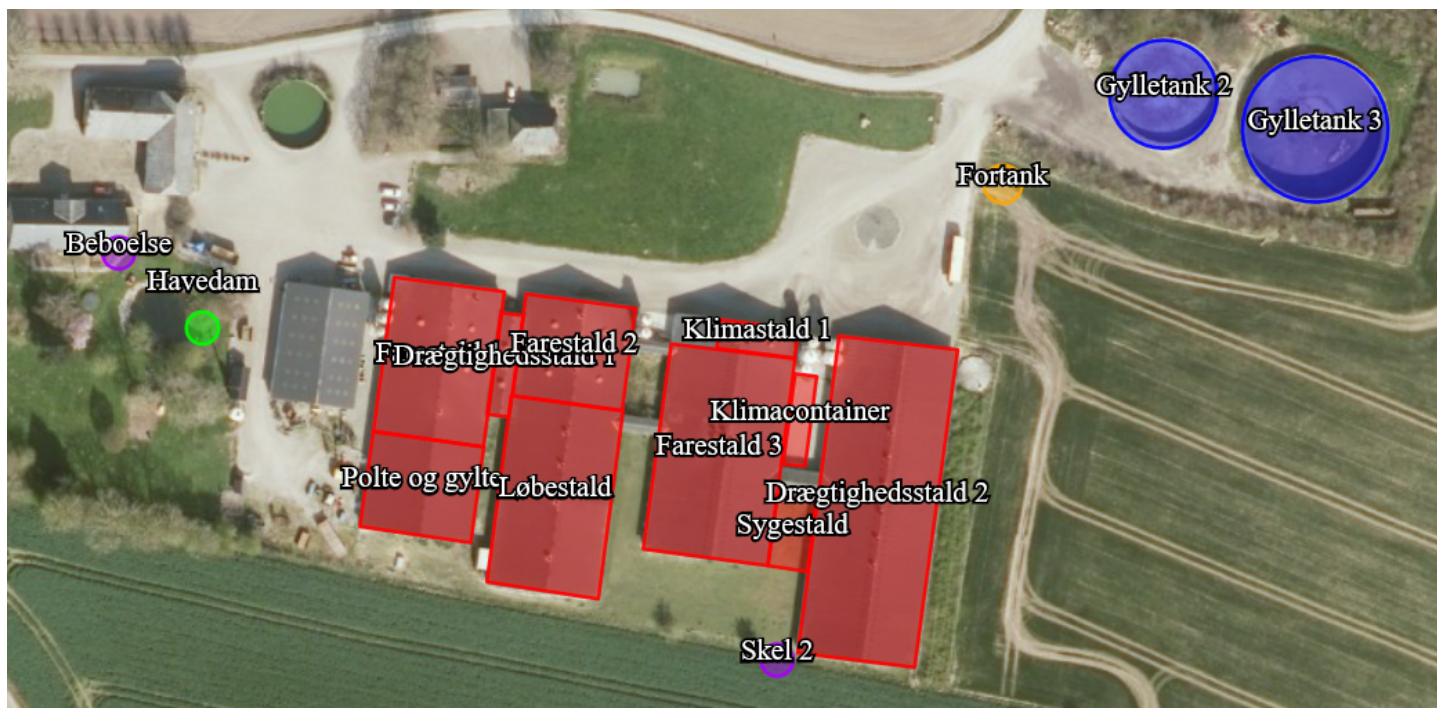 Gylletank 2
Gylletank 3
Fortank
Beboelse
Havedam
Farestald 2
Klimastald 1
Drægtighedsstald 1
Klimacontainer
Farestald 3
Polte og gylte
Løbestald
Drægtighedsstald 2
Sygestald
Skel 2